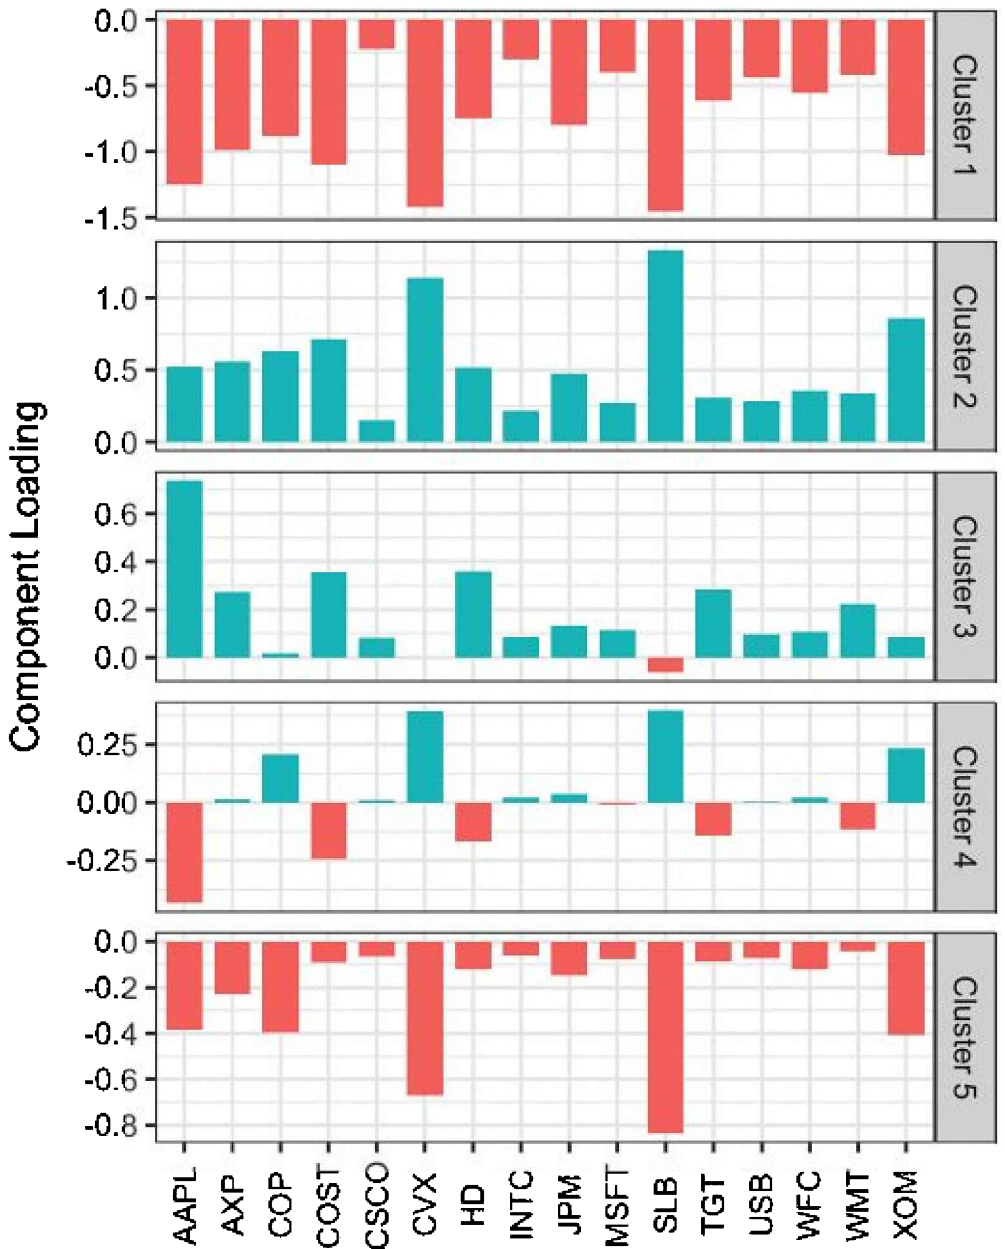 Component Loading
0.0
-0.5
-1.0
-1.5
Cluster 1
1.0
0.5
0.0
Cluster 2
0.6
0.4
0.2
0.0
Cluster 3
0.25
0.00
-0.25
Cluster 4
0.0
-0.2
-0.4
-0.6
-0.8
Cluster 5
AAPL
AXP
COP
COST
CSCO
CVX
HD
INTC
JPM
MSFT
SLB
TGT
USB
WFC
WMT
XOM